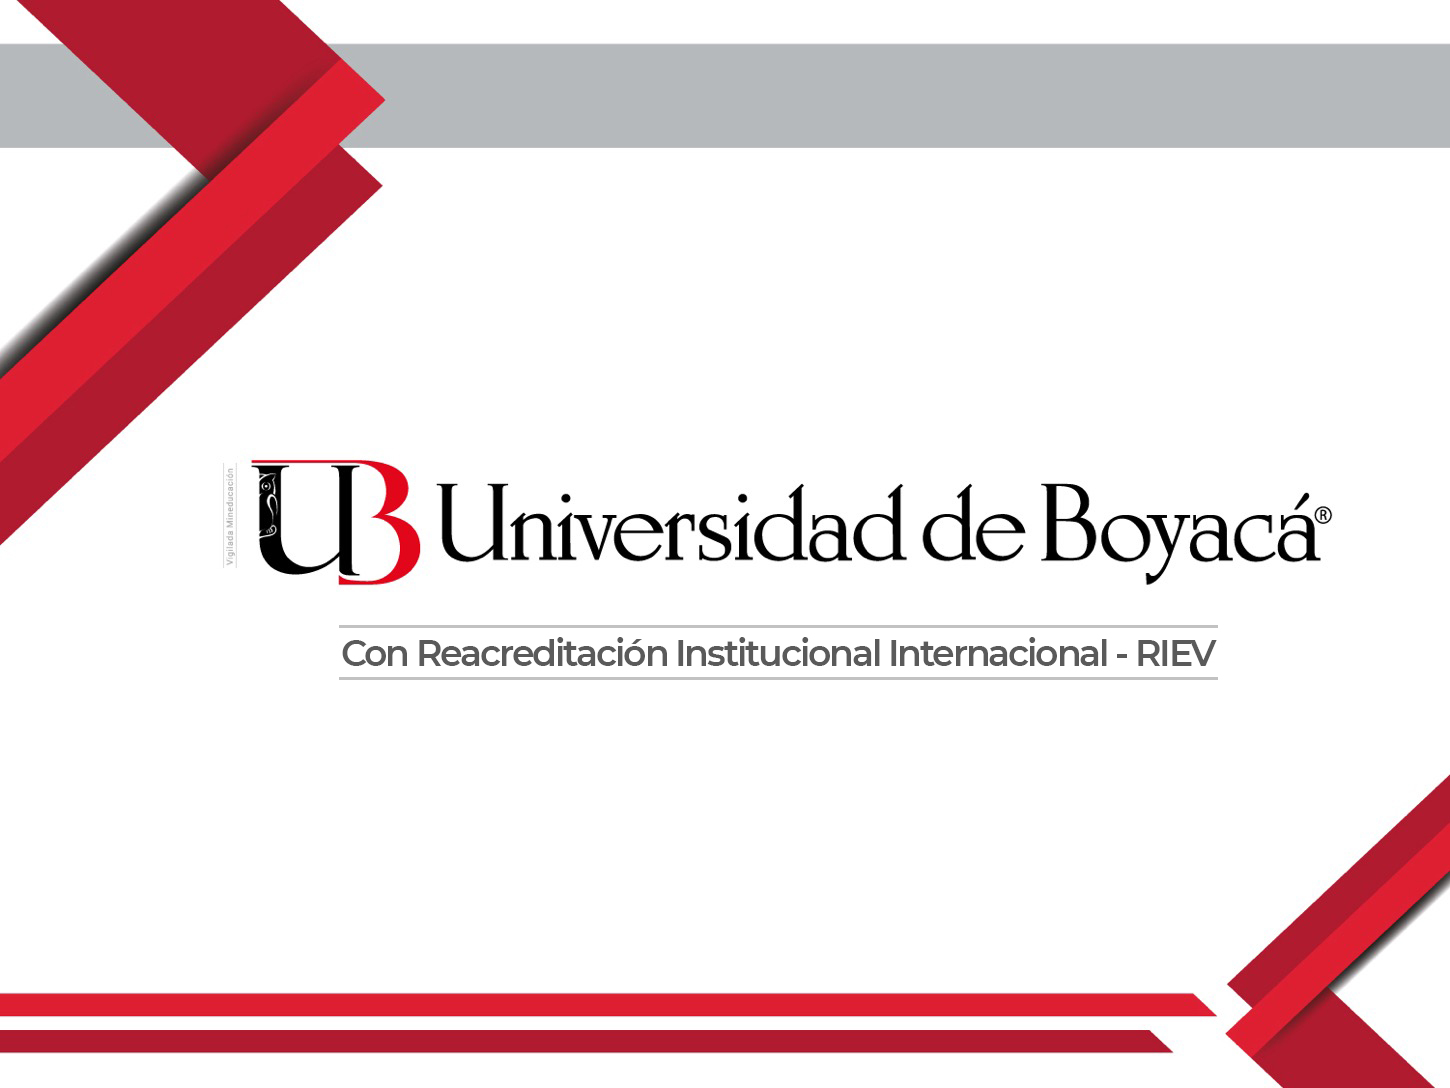 Vigilada Mineducación
UB Universidad de Boyacá®
Con Reacreditación Institucional Internacional - RIEV